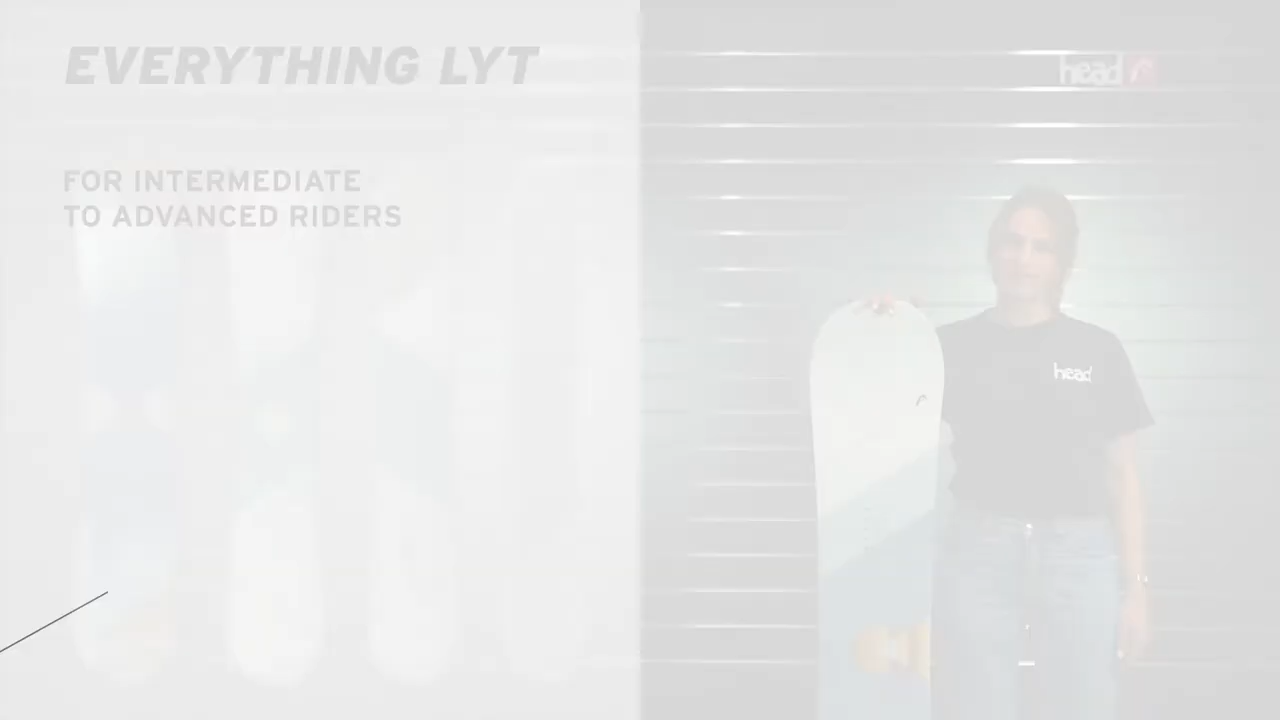 EVERYTHING LYT
head
FOR INTERMEDIATE
TO ADVANCED RIDERS
head